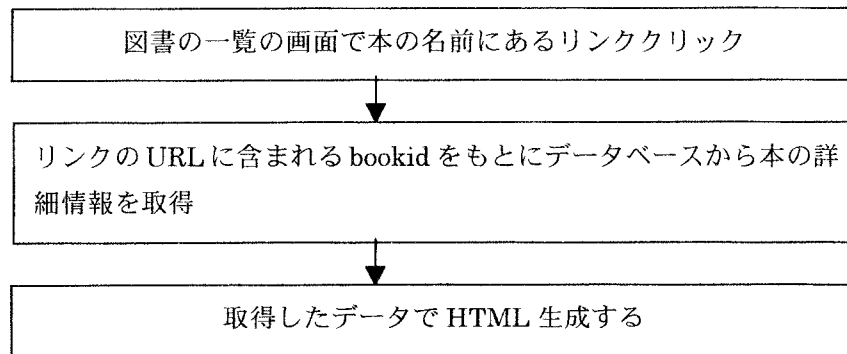 図書の一覧の画面で本の名前にあるリンククリック
リンクの URL に含まれる bookid をもとにデータベースから本の詳
細情報を取得
取得したデータで HTML 生成する